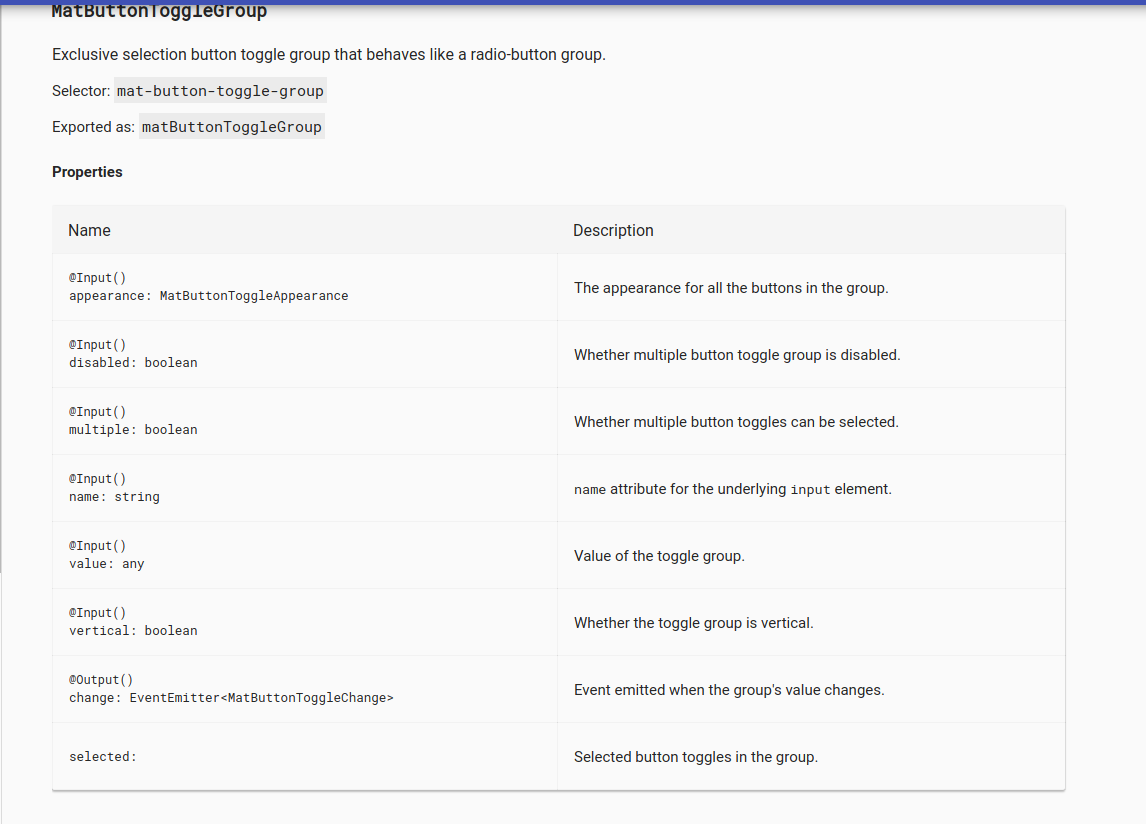 MatButtonToggleGroup
Exclusive selection button toggle group that behaves like a radio-button group.
Selector: mat-button-toggle-group
Exported as: matButtonToggleGroup
Properties
Name Description
@Input()
appearance: MatButtonToggleAppearance
The appearance for all the buttons in the group.
@Input()
disabled: boolean
Whether multiple button toggle group is disabled.
@Input()
multiple: boolean
Whether multiple button toggles can be selected.
@Input()
name: string
name attribute for the underlying input element.
@Input()
value: any
Value of the toggle group.
@Input()
vertical: boolean
Whether the toggle group is vertical.
@Output()
change: EventEmitter<MatButtonToggleChange>
Event emitted when the group's value changes.
selected:
Selected button toggles in the group.